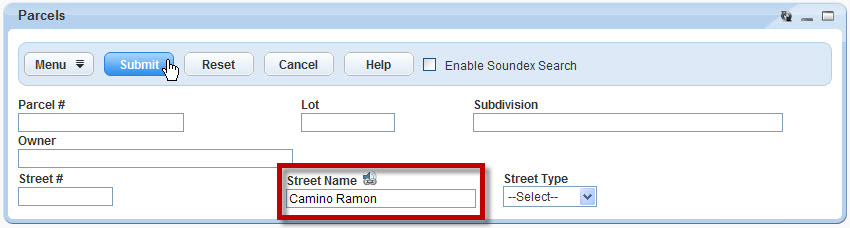 Parcels
Menu Submit Reset Cancel Help Enable Soundex Search
Parcel # Lot Subdivision
Owner
Street # Street Name Street Type
Camino Ramon --Select--